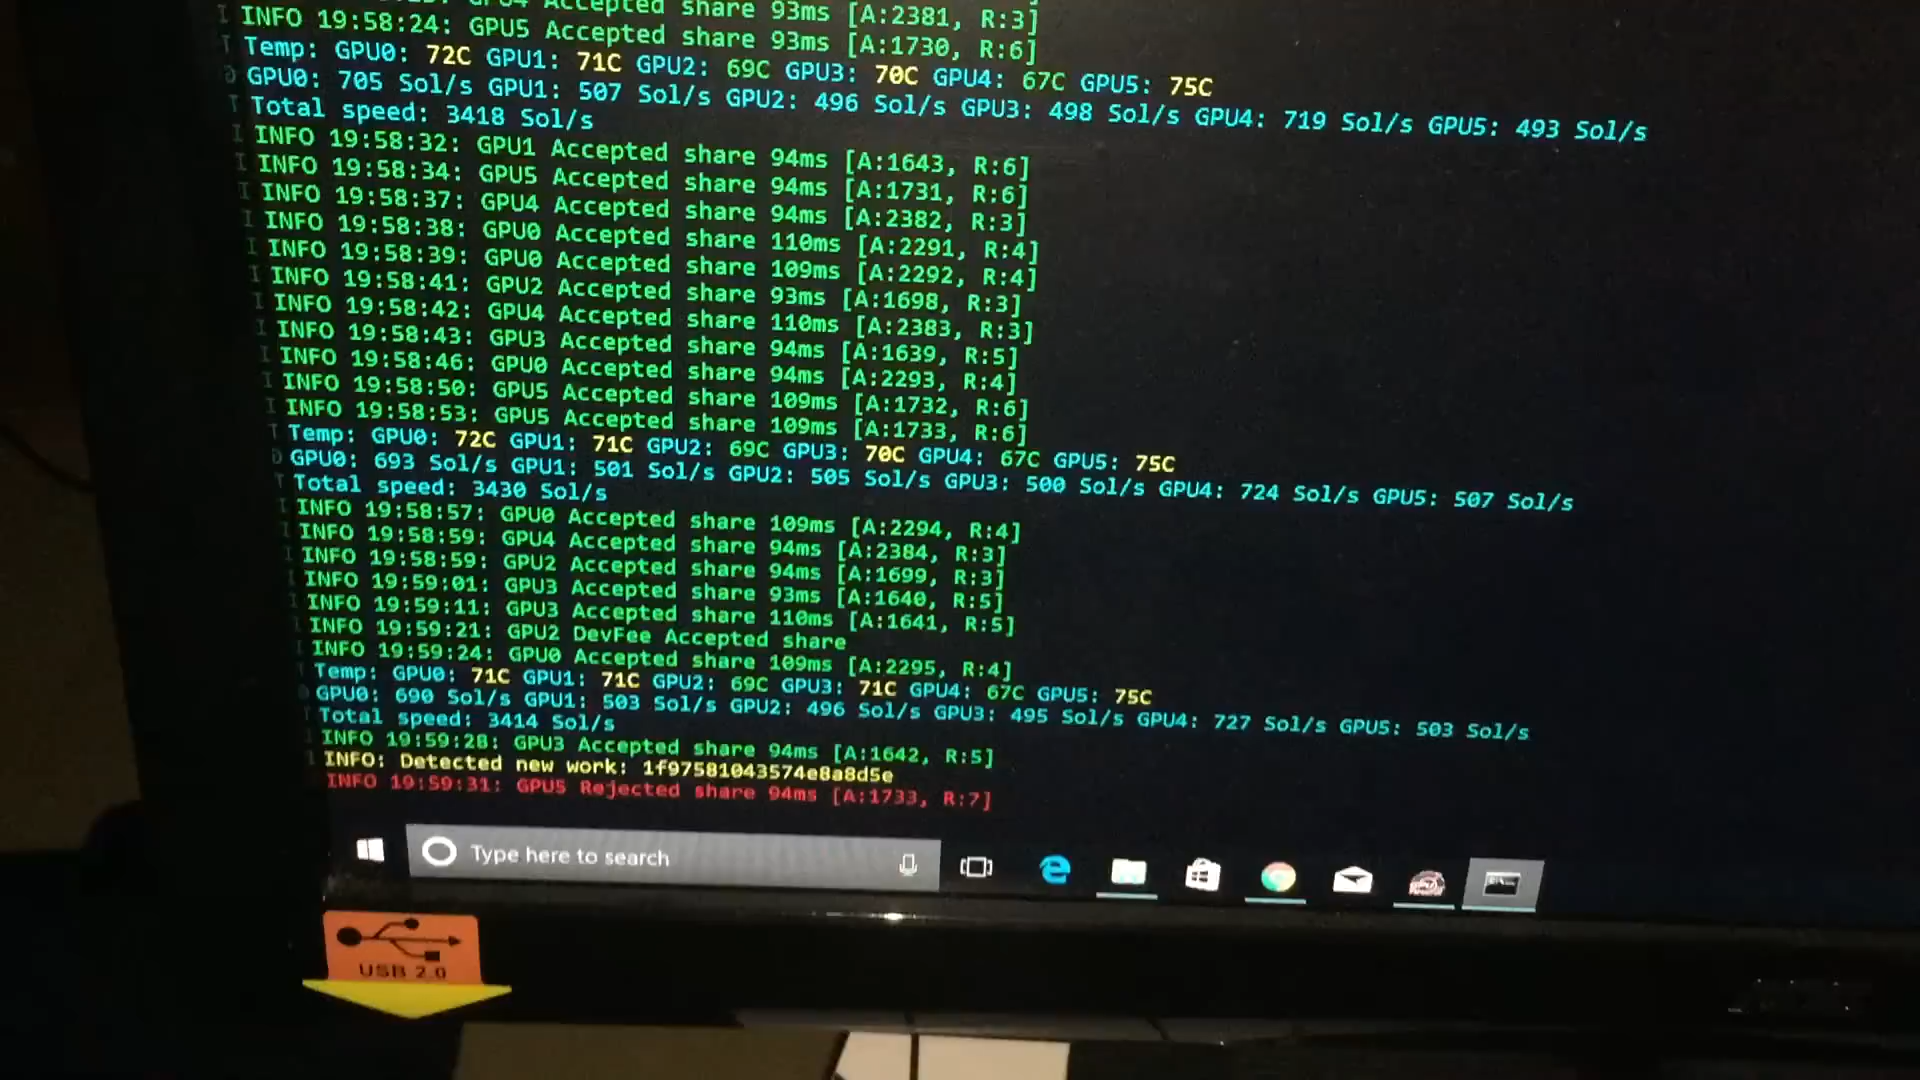 Accepted share 93ms [A:2381, R:3]
INFO 19:58:24: GPU5 Accepted share 93ms [A:1730, R:6]
Temp: GPU0: 72C GPU1: 71C GPU2: 69C GPU3: 70C GPU4: 67C GPU5: 75C
GPU0: 705 Sol/s GPU1: 507 Sol/s GPU2: 496 Sol/s GPU3: 498 Sol/s GPU4: 719 Sol/s GPU5: 493 Sol/s
Total speed: 3418 Sol/s
INFO 19:58:32: GPU1 Accepted share 94ms [A:1643, R:6]
INFO 19:58:34: GPU5 Accepted share 94ms [A:1731, R:6]
INFO 19:58:37: GPU4 Accepted share 94ms [A:2382, R:3]
INFO 19:58:38: GPU0 Accepted share 110ms [A:2291, R:4]
INFO 19:58:39: GPU0 Accepted share 109ms [A:2292, R:4]
INFO 19:58:41: GPU2 Accepted share 93ms [A:1698, R:3]
INFO 19:58:42: GPU4 Accepted share 110ms [A:2383, R:3]
INFO 19:58:43: GPU3 Accepted share 94ms [A:1639, R:5]
INFO 19:58:46: GPU0 Accepted share 94ms [A:2293, R:4]
INFO 19:58:50: GPU5 Accepted share 109ms [A:1732, R:6]
INFO 19:58:53: GPU5 Accepted share 109ms [A:1733, R:6]
Temp: GPU0: 72C GPU1: 71C GPU2: 69C GPU3: 70C GPU4: 67C GPU5: 75C
GPU0: 693 Sol/s GPU1: 501 Sol/s GPU2: 505 Sol/s GPU3: 500 Sol/s GPU4: 724 Sol/s GPU5: 507 Sol/s
Total speed: 3430 Sol/s
INFO 19:58:57: GPU0 Accepted share 109ms [A:2294, R:4]
INFO 19:58:59: GPU4 Accepted share 94ms [A:2384, R:3]
INFO 19:58:59: GPU2 Accepted share 94ms [A:1699, R:3]
INFO 19:59:01: GPU3 Accepted share 93ms [A:1640, R:5]
INFO 19:59:11: GPU3 Accepted share 110ms [A:1641, R:5]
INFO 19:59:21: GPU2 DevFee Accepted share
INFO 19:59:24: GPU0 Accepted share 109ms [A:2295, R:4]
Temp: GPU0: 71C GPU1: 71C GPU2: 69C GPU3: 71C GPU4: 67C GPU5: 75C
GPU0: 690 Sol/s GPU1: 503 Sol/s GPU2: 496 Sol/s GPU3: 495 Sol/s GPU4: 727 Sol/s GPU5: 503 Sol/s
Total speed: 3414 Sol/s
INFO 19:59:28: GPU3 Accepted share 94ms [A:1642, R:5]
INFO: Detected new work: 1f97581043574e8a8d5e
INFO 19:59:31: GPU5 Rejected share 94ms [A:1733, R:7]
Type here to search
USB 2.0